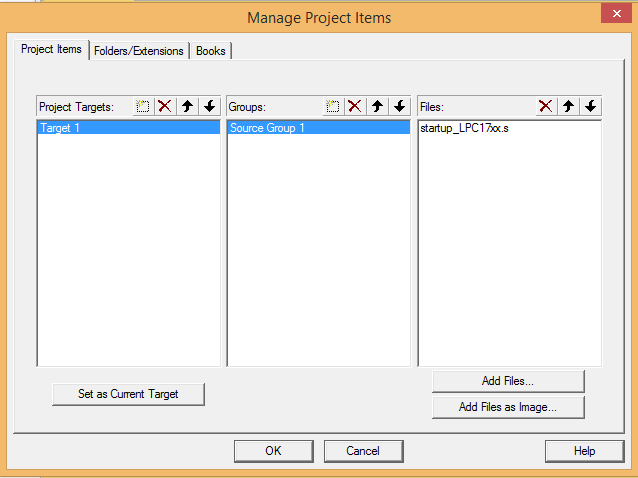 Manage Project Items
Project Items
Folders/Extensions
Books
Project Targets:
Groups:
Files:
Target 1
Source Group 1
startup_LPC17xx.s
Set as Current Target
Add Files...
Add Files as Image...
OK
Cancel
Help